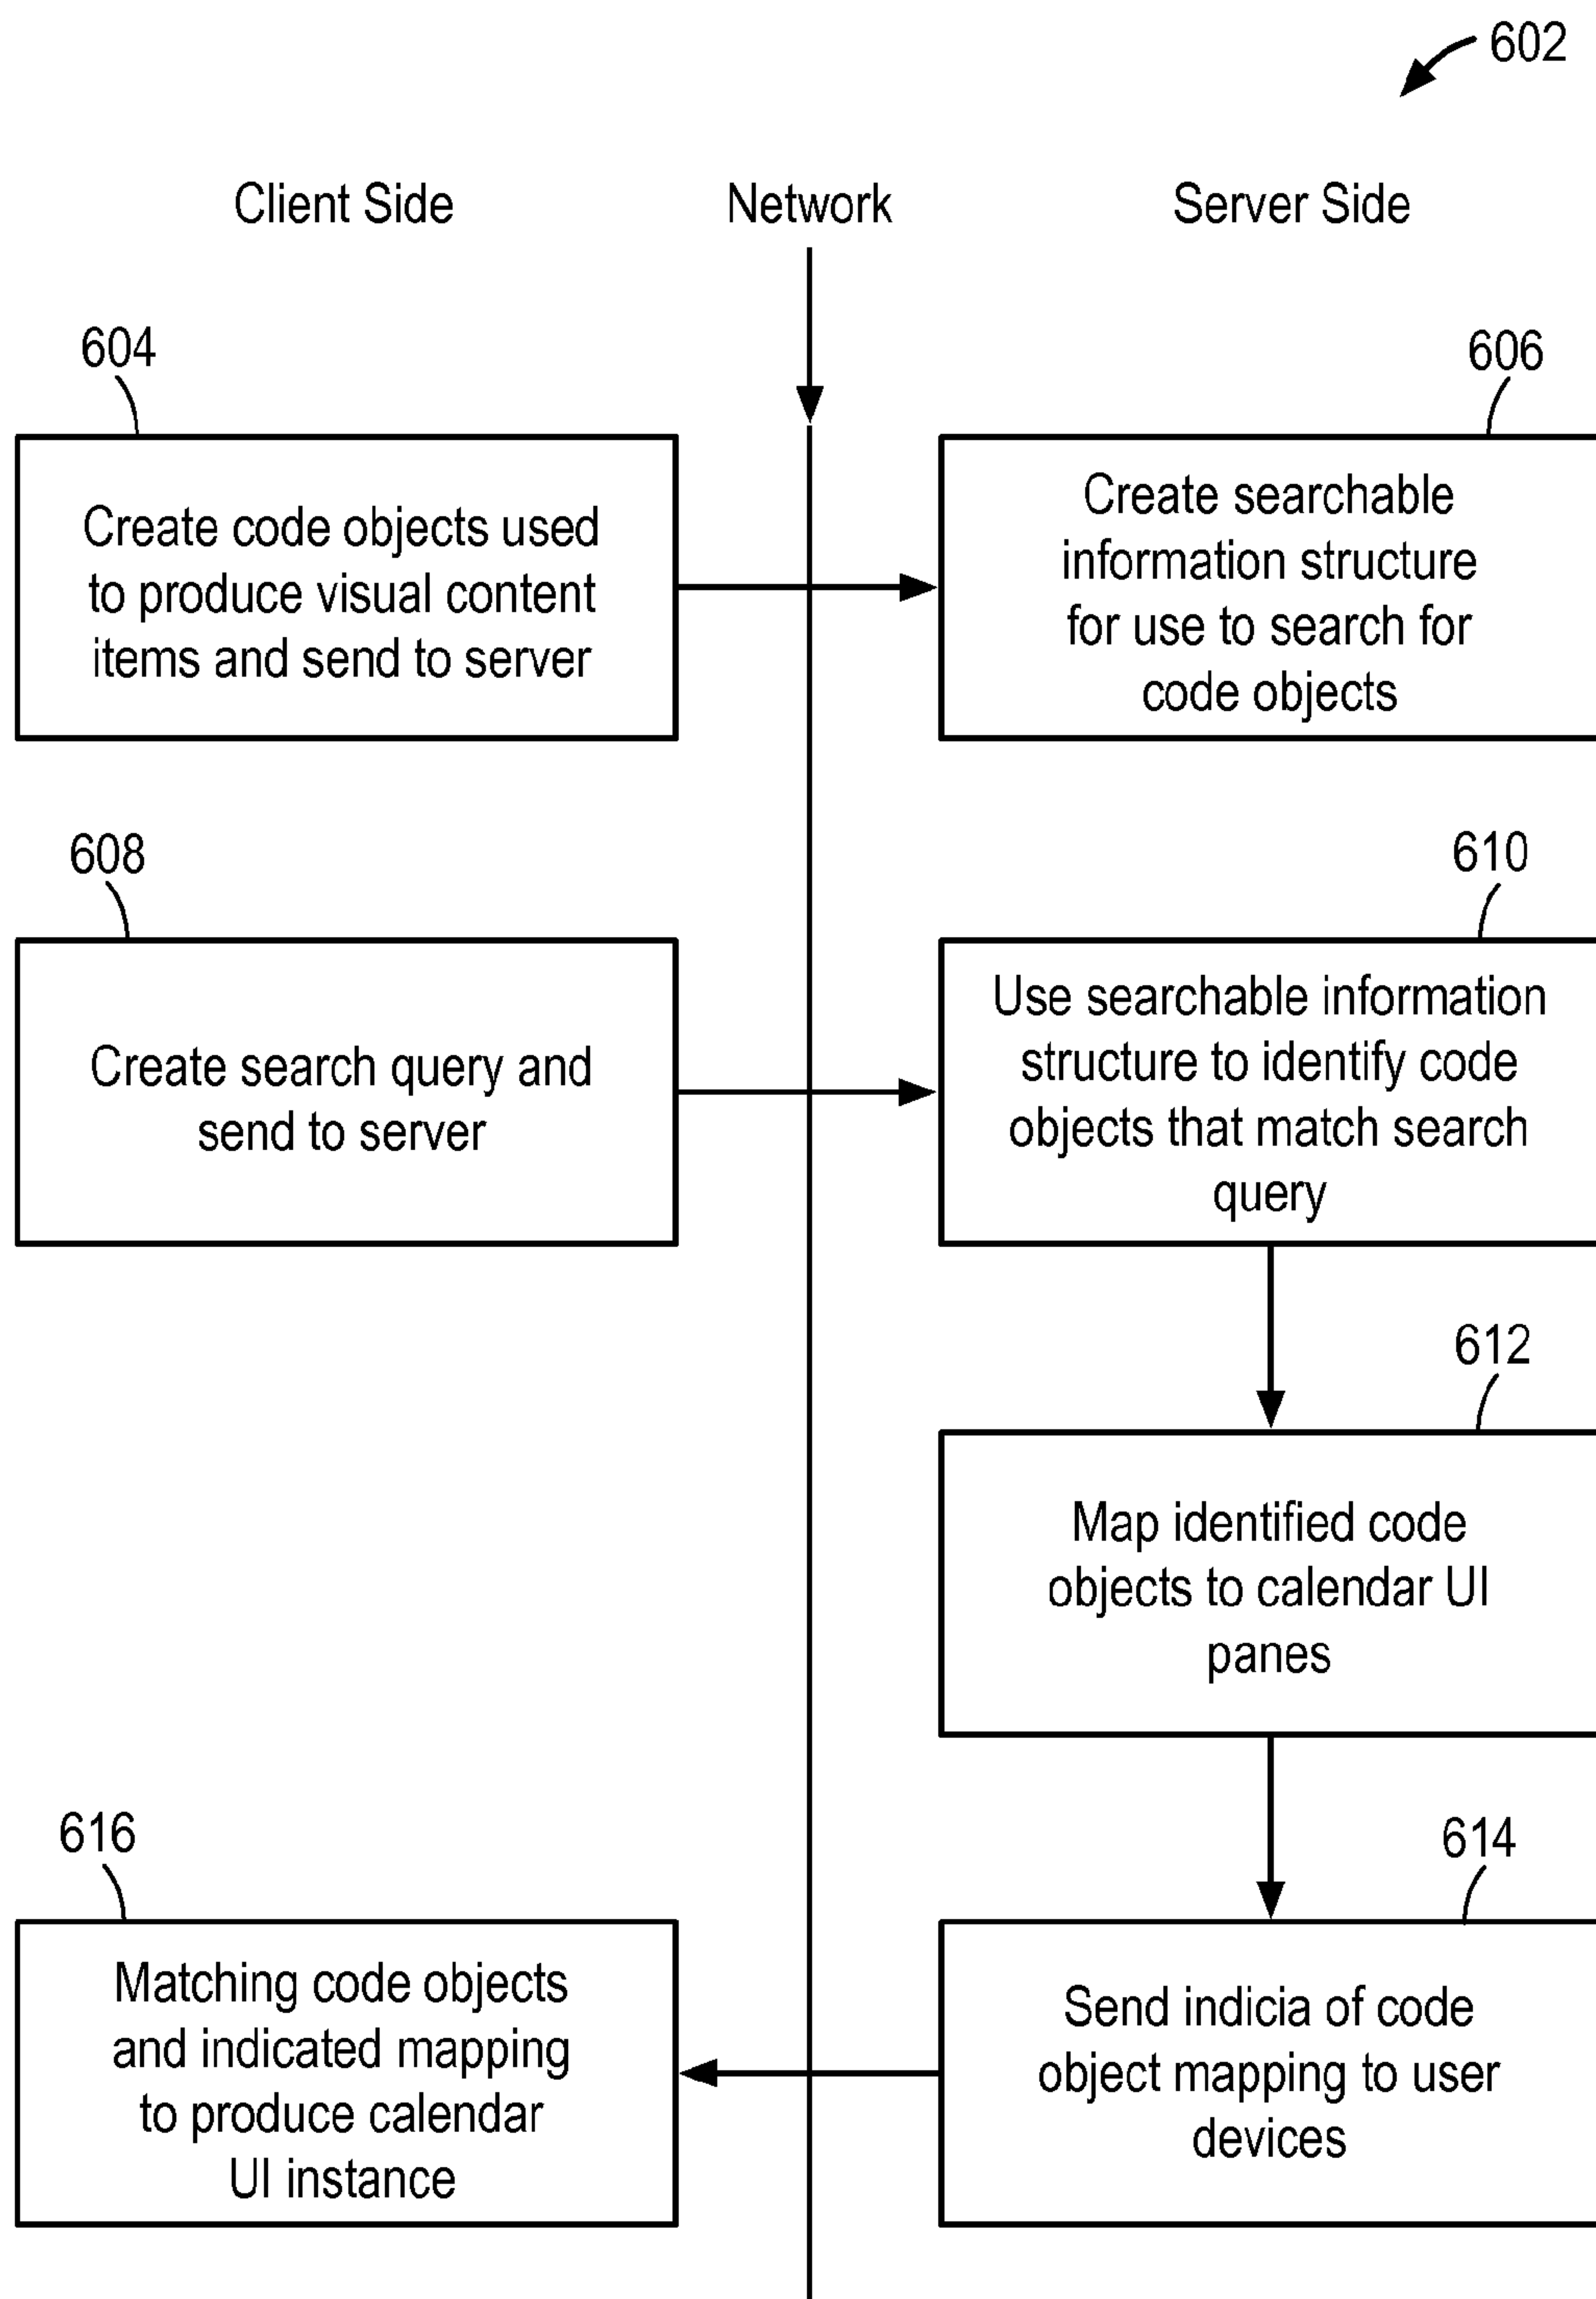 602
Client Side
Network
Server Side
604
606
Create code objects used
to produce visual content
items and send to server
Create searchable
information structure
for use to search for
code objects
608
610
Create search query and
send to server
Use searchable information
structure to identify code
objects that match search
query
612
Map identified code
objects to calendar UI
panes
616
614
Matching code objects
and indicated mapping
to produce calendar
UI instance
Send indicia of code
object mapping to user
devices